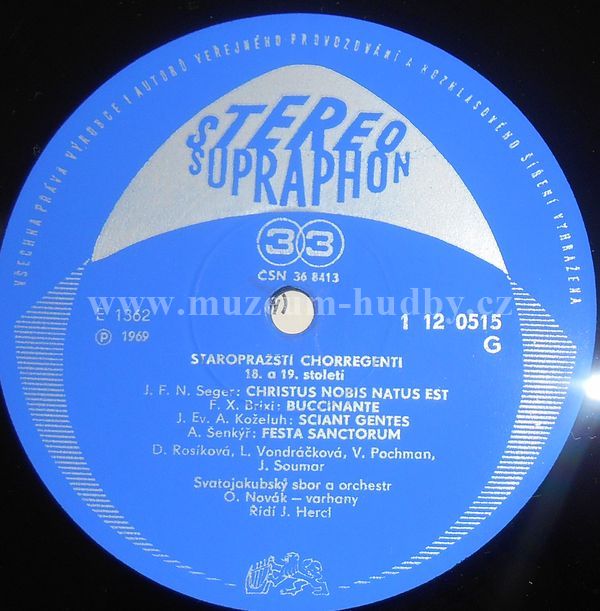 VŠECHNA PRÁVA VÝROBCE I AUTORŮ VEŘEJNÉHO PROVOZOVÁNÍ A ROZHLASOVÉHO ŠÍŘENÍ VYHRAŽENA
STEREO
SUPRAPHON
33
ČSN 36 8413
www.muzeum-hudby.cz
E 1362
℗ 1969
1 12 0515
G
STAROPRAŽSTÍ CHORREGENTI
18. a 19. století
J. F. N. Seger: CHRISTUS NOBIS NATUS EST
F. X. Brixi: BUCCINANTE
J. Ev. A. Koželuh: SCIANT GENTES
A. Šenkýř: FESTA SANCTORUM
D. Rosíková, L. Vondráčková, V. Pochman,
J. Soumar
Svatojakubský sbor a orchestr
O. Novák – varhany
Řídí J. Hercl